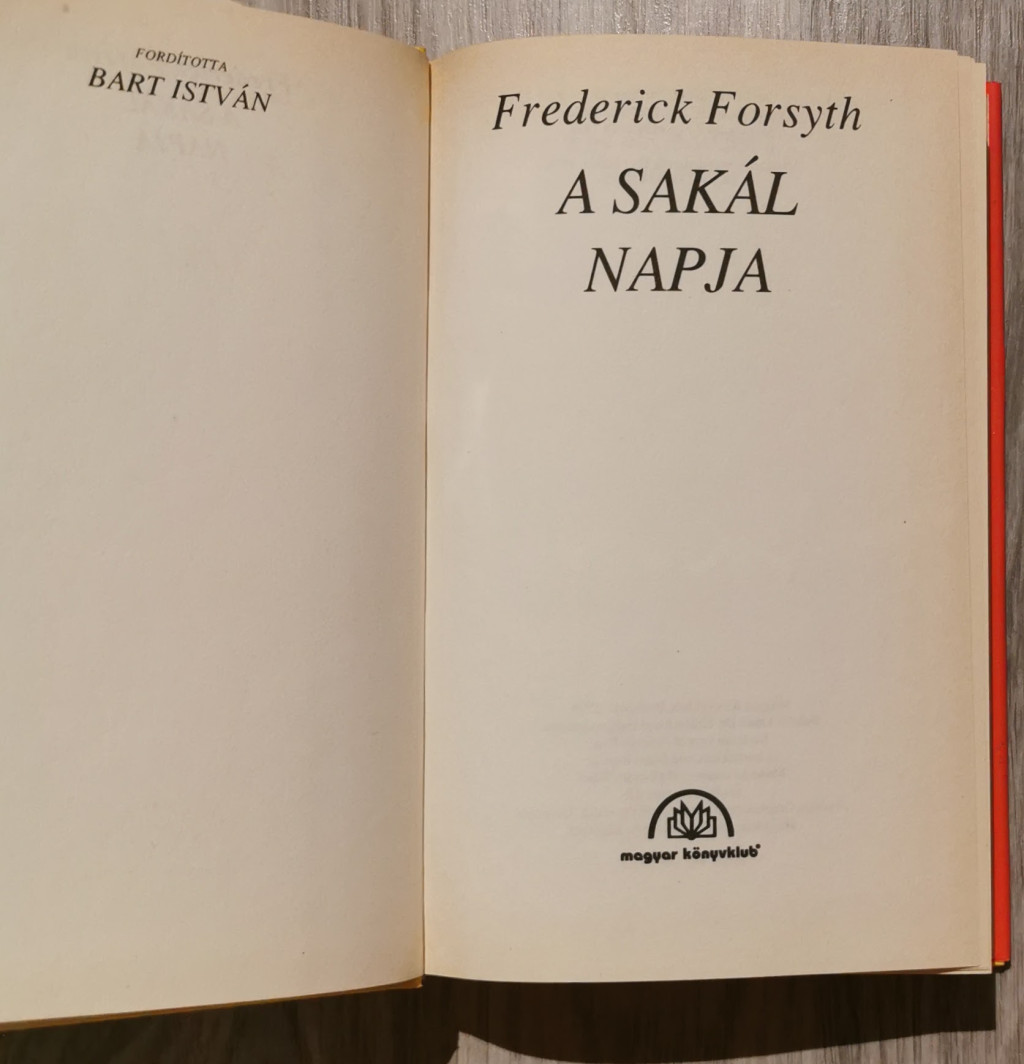 FORDÍTOTTA
BART ISTVÁN
Frederick Forsyth
A SAKÁL
NAPJA
magyar könyvklub